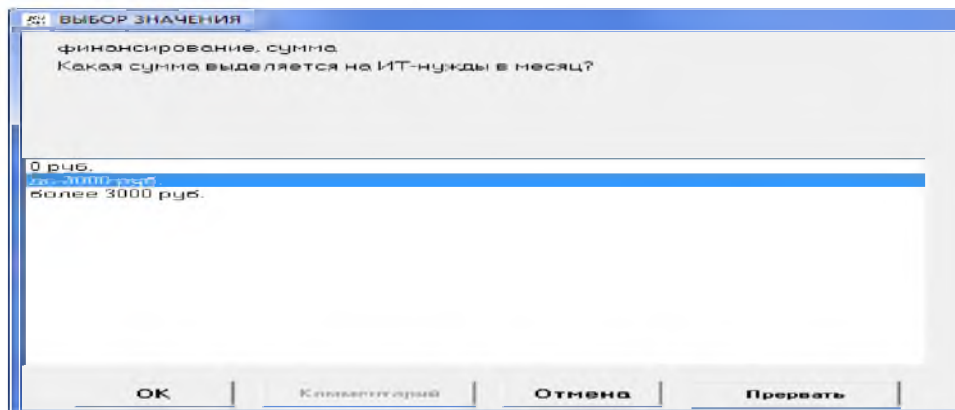 ВЫБОР ЗНАЧЕНИЯ
финансирование, сумма
Какая сумма выделяется на ИТ-нужды в месяц?
0 руб.
до 3000 руб.
более 3000 руб.
ОК
Комментарий
Отмена
Прервать